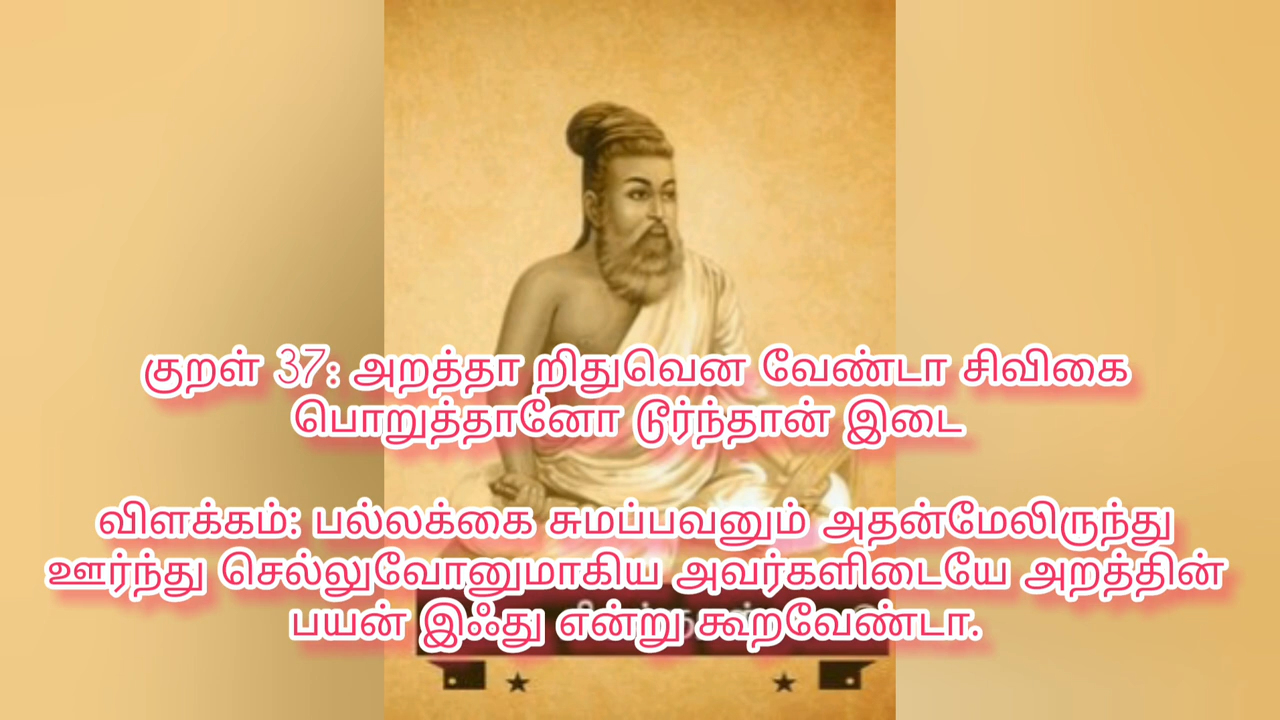 குறள் 37: அறத்தா றிதுவென வேண்டா சிவிகை
பொறுத்தானோ டூர்ந்தான் இடை
விளக்கம்: பல்லக்கை சுமப்பவனும் அதன்மேலிருந்து
ஊர்ந்து செல்லுவோனுமாகிய அவர்களிடையே அறத்தின்
பயன் இஃது என்று கூறவேண்டா.